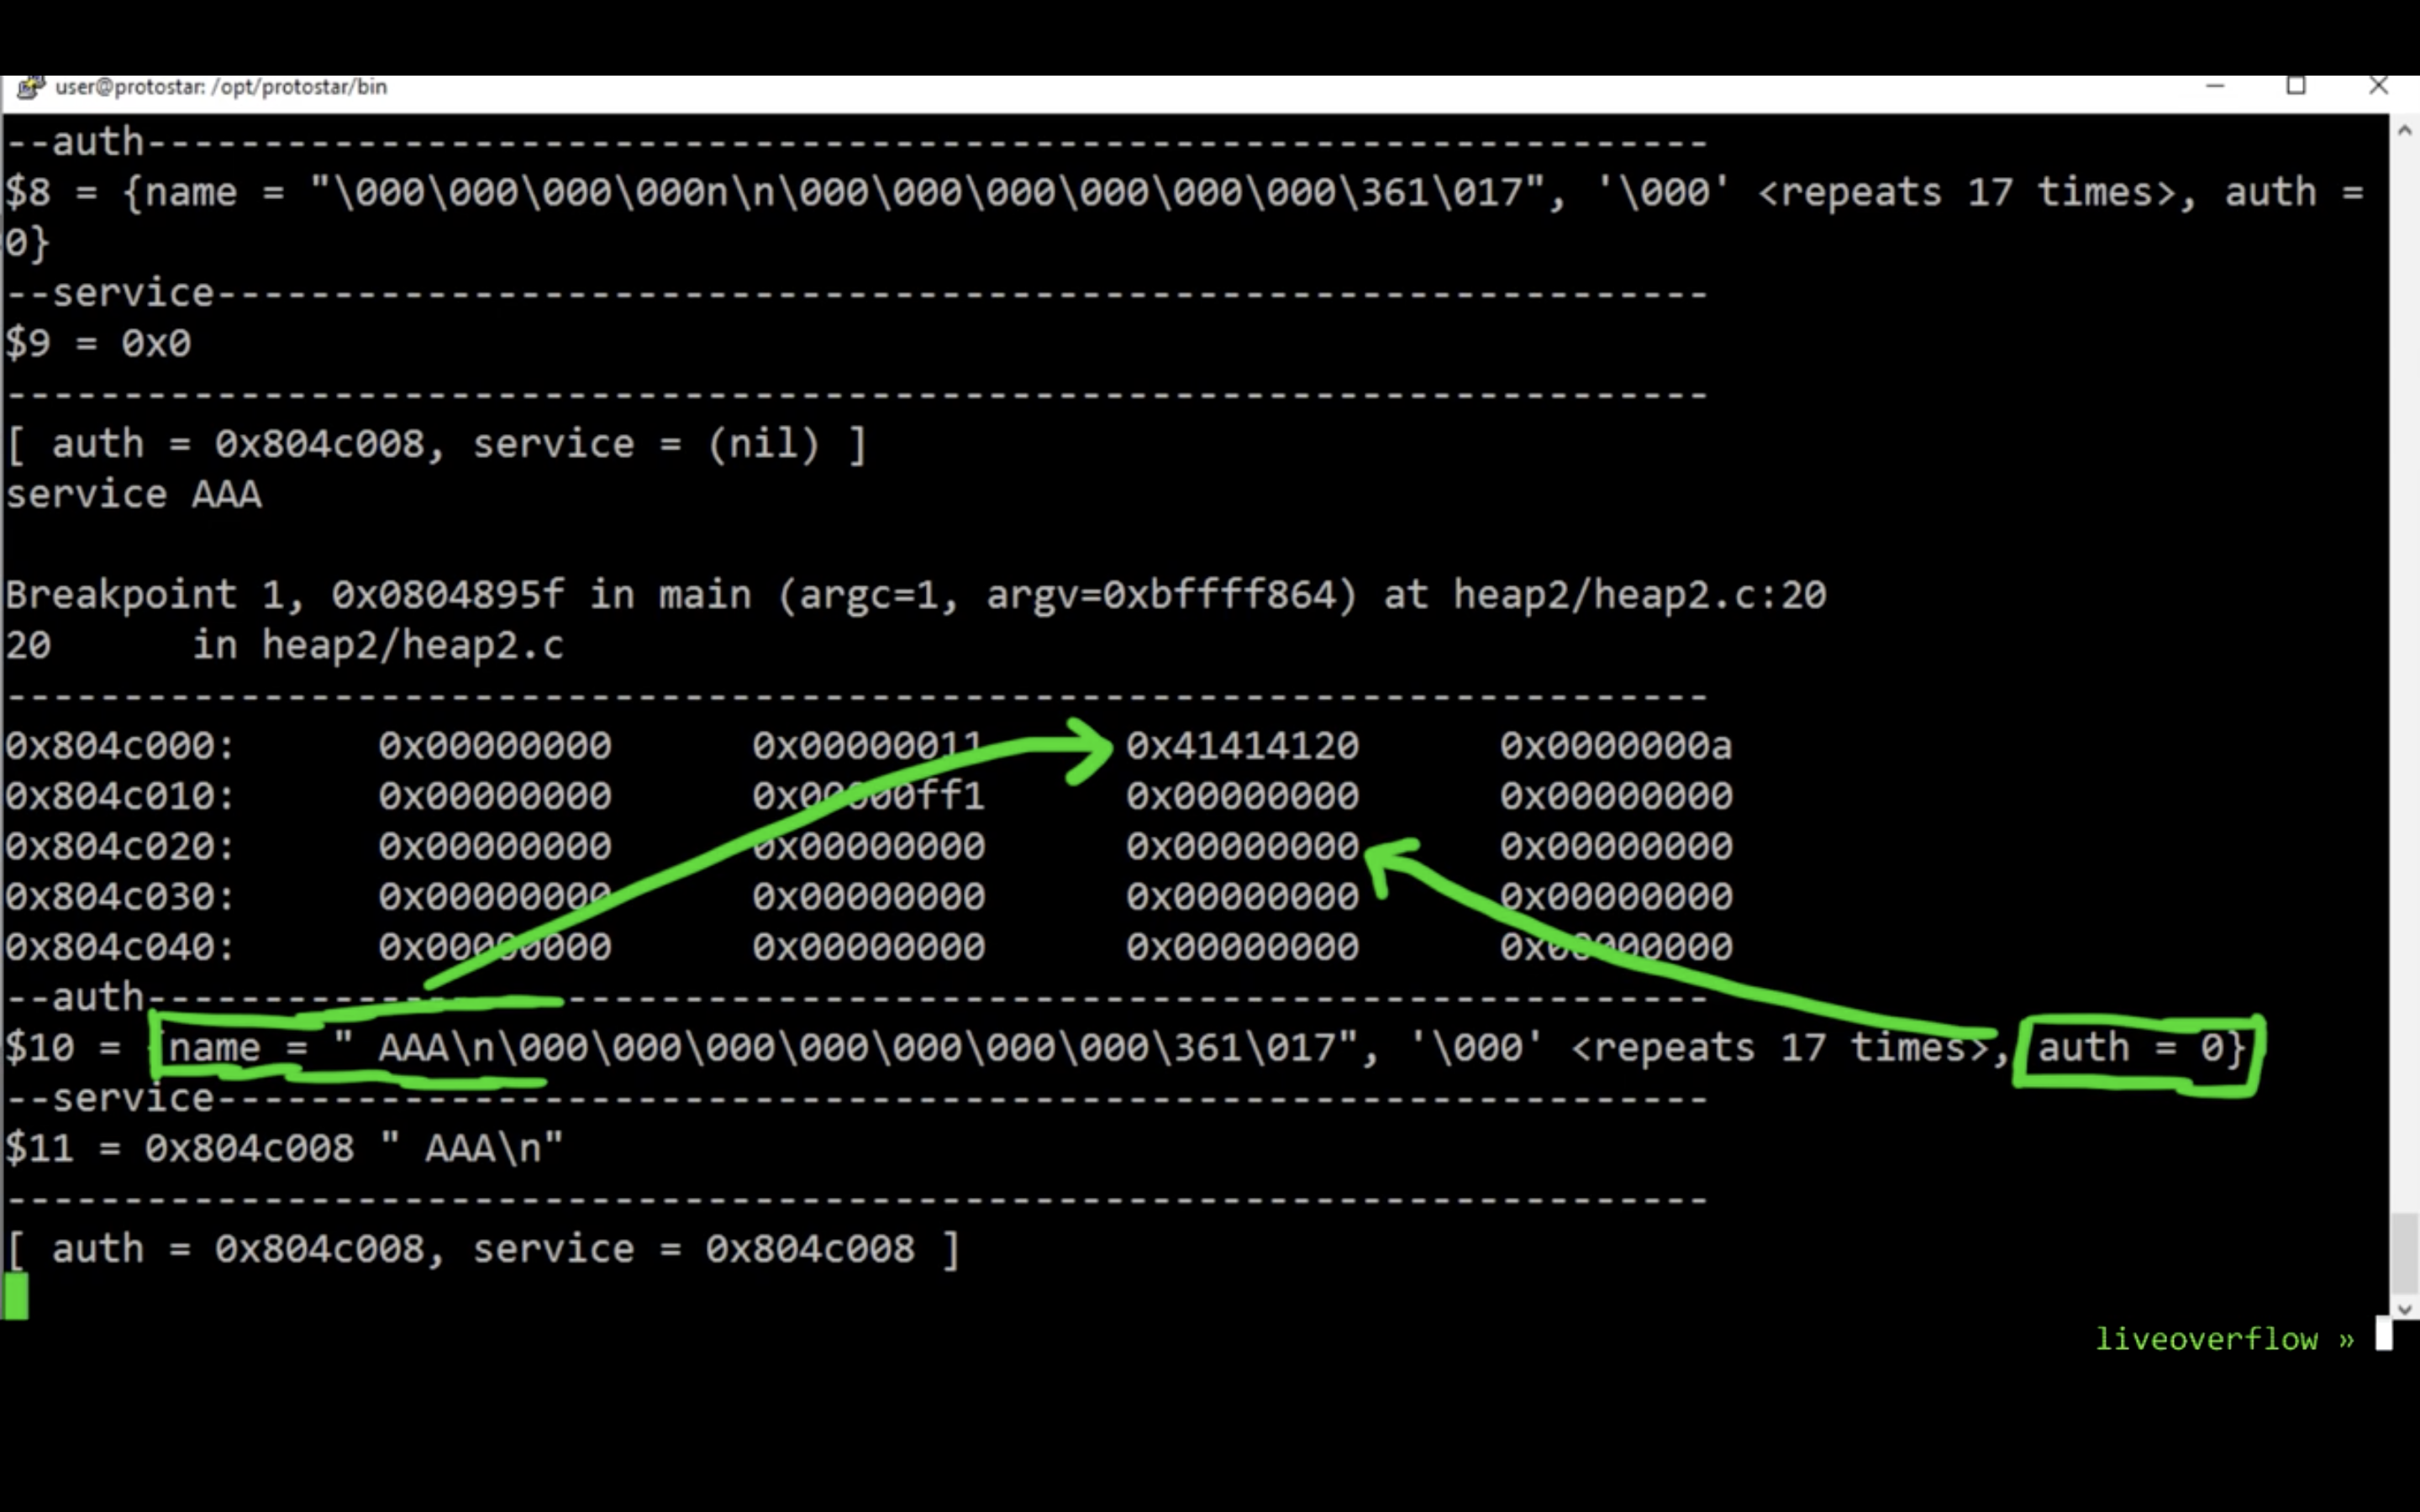 user@protostar: /opt/protostar/bin
--auth------------------------------------------------------------------
$8 = {name = "\000\000\000\000n\n\000\000\000\000\000\000\361\017", '\000' <repeats 17 times>, auth =
0}
--service---------------------------------------------------------------
$9 = 0x0
------------------------------------------------------------------------
[ auth = 0x804c008, service = (nil) ]
service AAA
Breakpoint 1, 0x0804895f in main (argc=1, argv=0xbffff864) at heap2/heap2.c:20
20      in heap2/heap2.c
------------------------------------------------------------------------
0x804c000:      0x00000000      0x00000011      0x41414120      0x0000000a
0x804c010:      0x00000000      0x00000ff1      0x00000000      0x00000000
0x804c020:      0x00000000      0x00000000      0x00000000      0x00000000
0x804c030:      0x00000000      0x00000000      0x00000000      0x00000000
0x804c040:      0x00000000      0x00000000      0x00000000      0x00000000
--auth------------------------------------------------------------------
$10 = {name = " AAA\n\000\000\000\000\000\000\000\361\017", '\000' <repeats 17 times>, auth = 0}
--service---------------------------------------------------------------
$11 = 0x804c008 " AAA\n"
------------------------------------------------------------------------
[ auth = 0x804c008, service = 0x804c008 ]
liveoverflow »